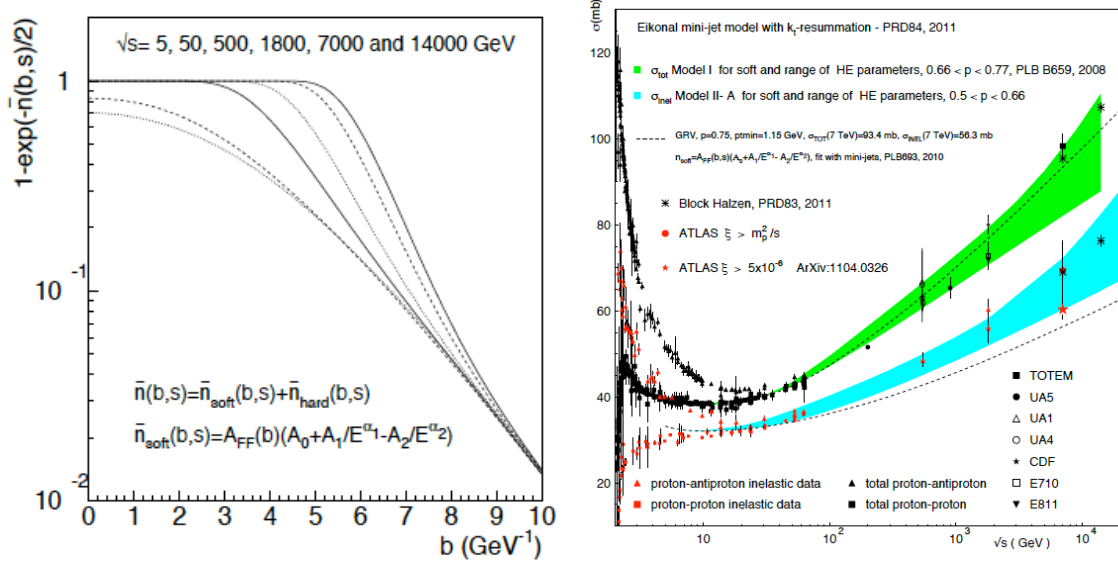 √s= 5, 50, 500, 1800, 7000 and 14000 GeV
1-exp(-n̄(b,s)/2)
1
10⁻¹
10⁻²
n̄(b,s)=n̄soft(b,s)+n̄hard(b,s)
n̄soft(b,s)=AFF(b)(A0+A1/E^α1-A2/E^α2)
0 1 2 3 4 5 6 7 8 9 10
b (GeV⁻¹)
σ(mb)
120
100
80
60
40
20
Eikonal mini-jet model with kt-resummation - PRD84, 2011
σtot Model I for soft and range of HE parameters, 0.66 < p < 0.77, PLB B659, 2008
σinel Model II- A for soft and range of HE parameters, 0.5 < p < 0.66
GRV, p=0.75, ptmin=1.15 GeV, σTOT(7 TeV)=93.4 mb, σINEL(7 TeV)=56.3 mb
nsoft=AFF(b,s)(A0+A1/E^α1- A2/E^α2), fit with mini-jets, PLB693, 2010
Block Halzen, PRD83, 2011
ATLAS ξ > m²p/s
ATLAS ξ > 5x10⁻⁶ ArXiv:1104.0326
TOTEM
UA5
UA1
UA4
CDF
E710
E811
proton-antiproton inelastic data
total proton-antiproton
proton-proton inelastic data
total proton-proton
10 10² 10³ 10⁴
√s ( GeV )